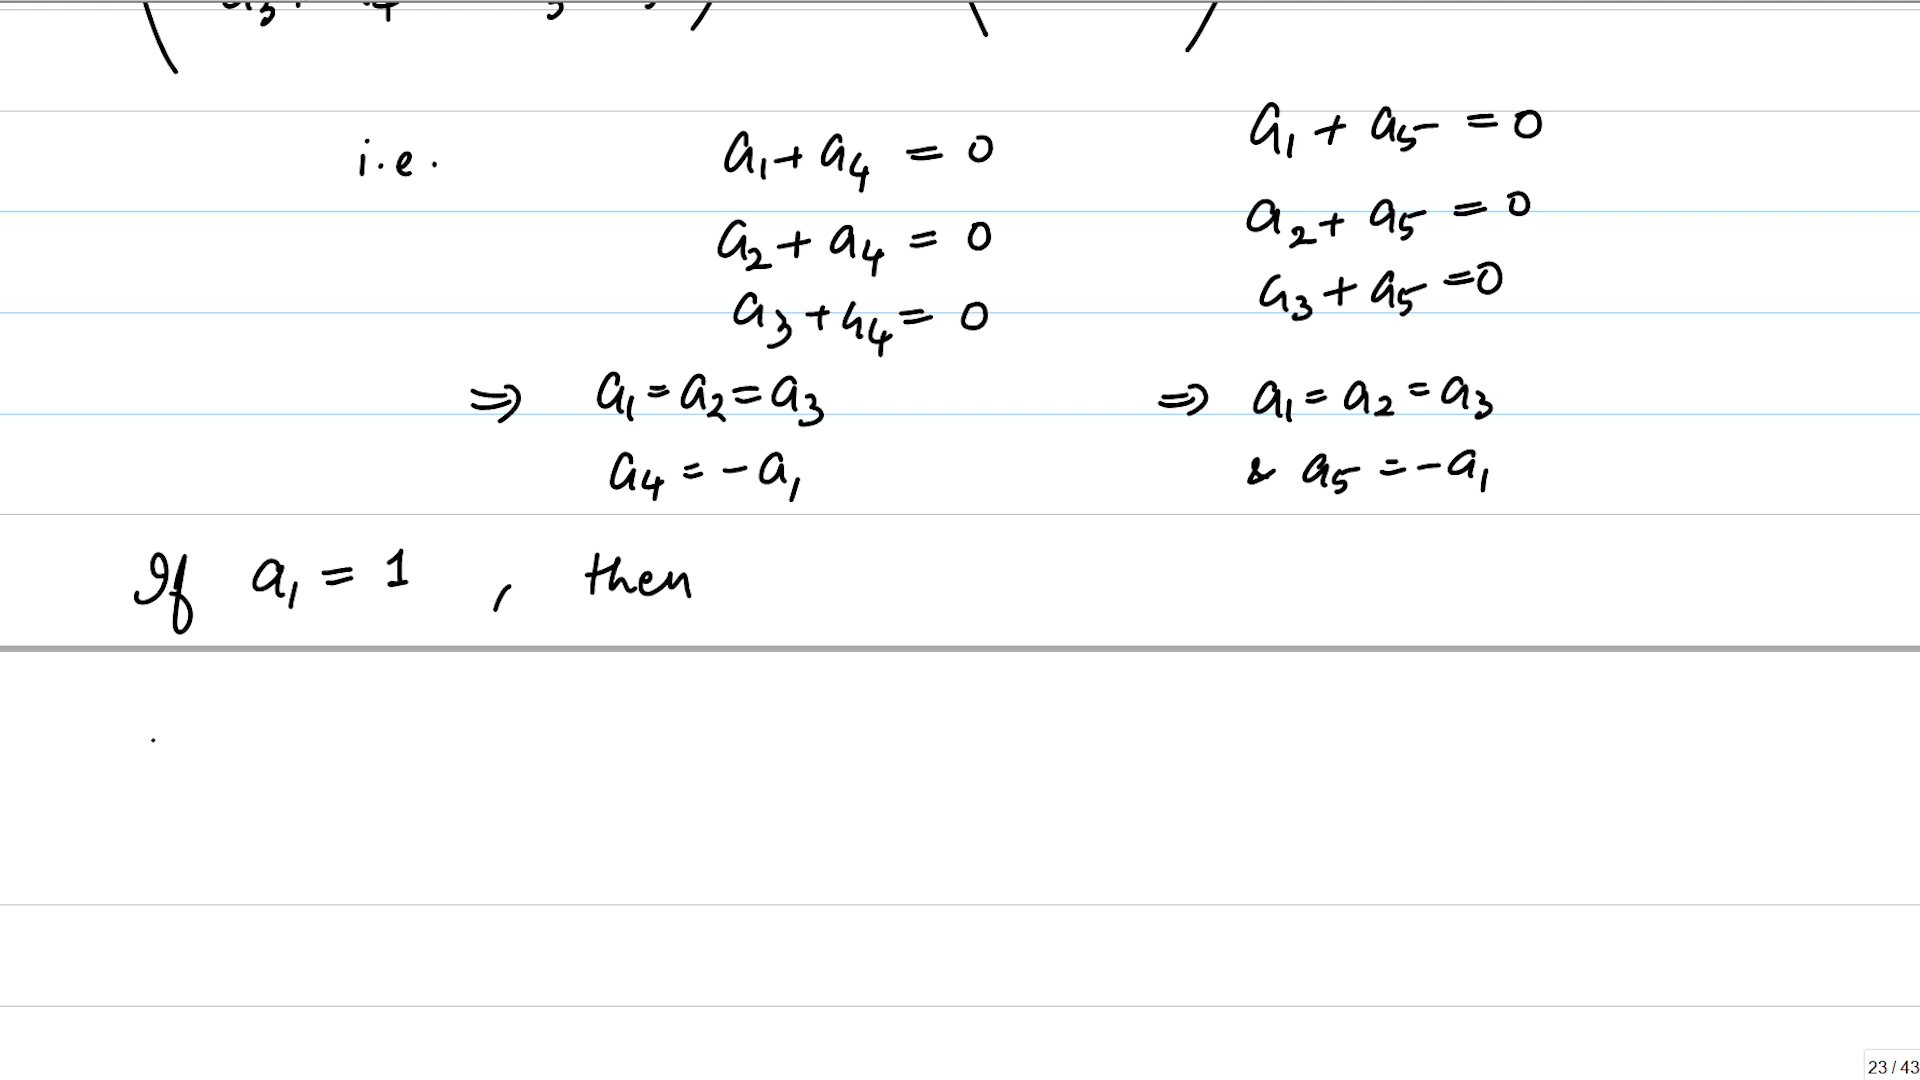 i.e. a₁ + a₄ = 0 a₁ + a₅ = 0
a₂ + a₄ = 0 a₂ + a₅ = 0
a₃ + a₄ = 0 a₃ + a₅ = 0
⇒ a₁ = a₂ = a₃ ⇒ a₁ = a₂ = a₃
a₄ = -a₁ & a₅ = -a₁
If a₁ = 1 , then
23 / 43